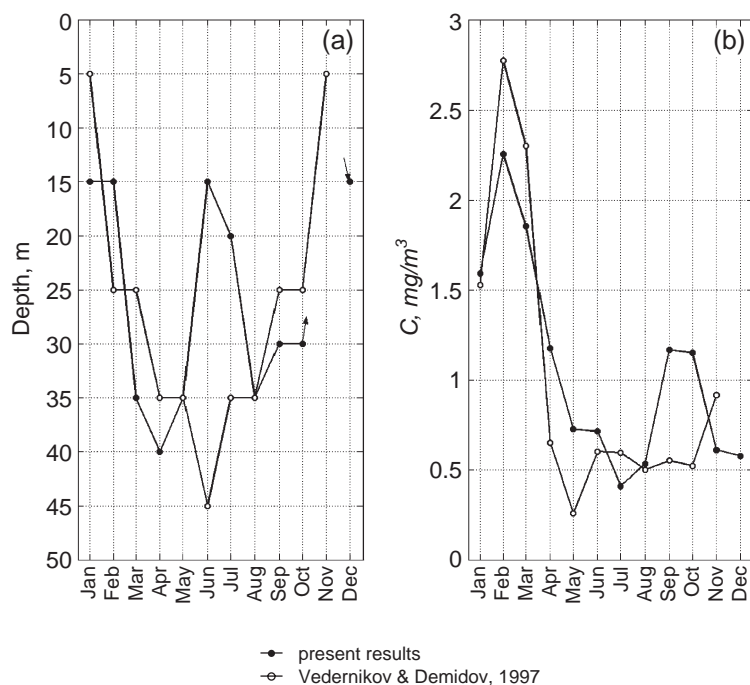 (a)
Depth, m
0
5
10
15
20
25
30
35
40
45
50
Jan
Feb
Mar
Apr
May
Jun
Jul
Aug
Sep
Oct
Nov
Dec
(b)
C, mg/m³
3
2.5
2
1.5
1
0.5
0
Jan
Feb
Mar
Apr
May
Jun
Jul
Aug
Sep
Oct
Nov
Dec
present results
Vedernikov & Demidov, 1997